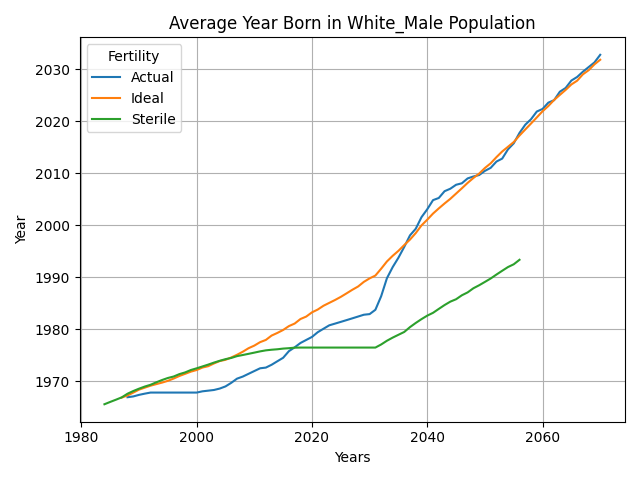 Average Year Born in White_Male Population
Fertility
Actual
Ideal
Sterile
Year
2030
2020
2010
2000
1990
1980
1970
1980 2000 2020 2040 2060
Years